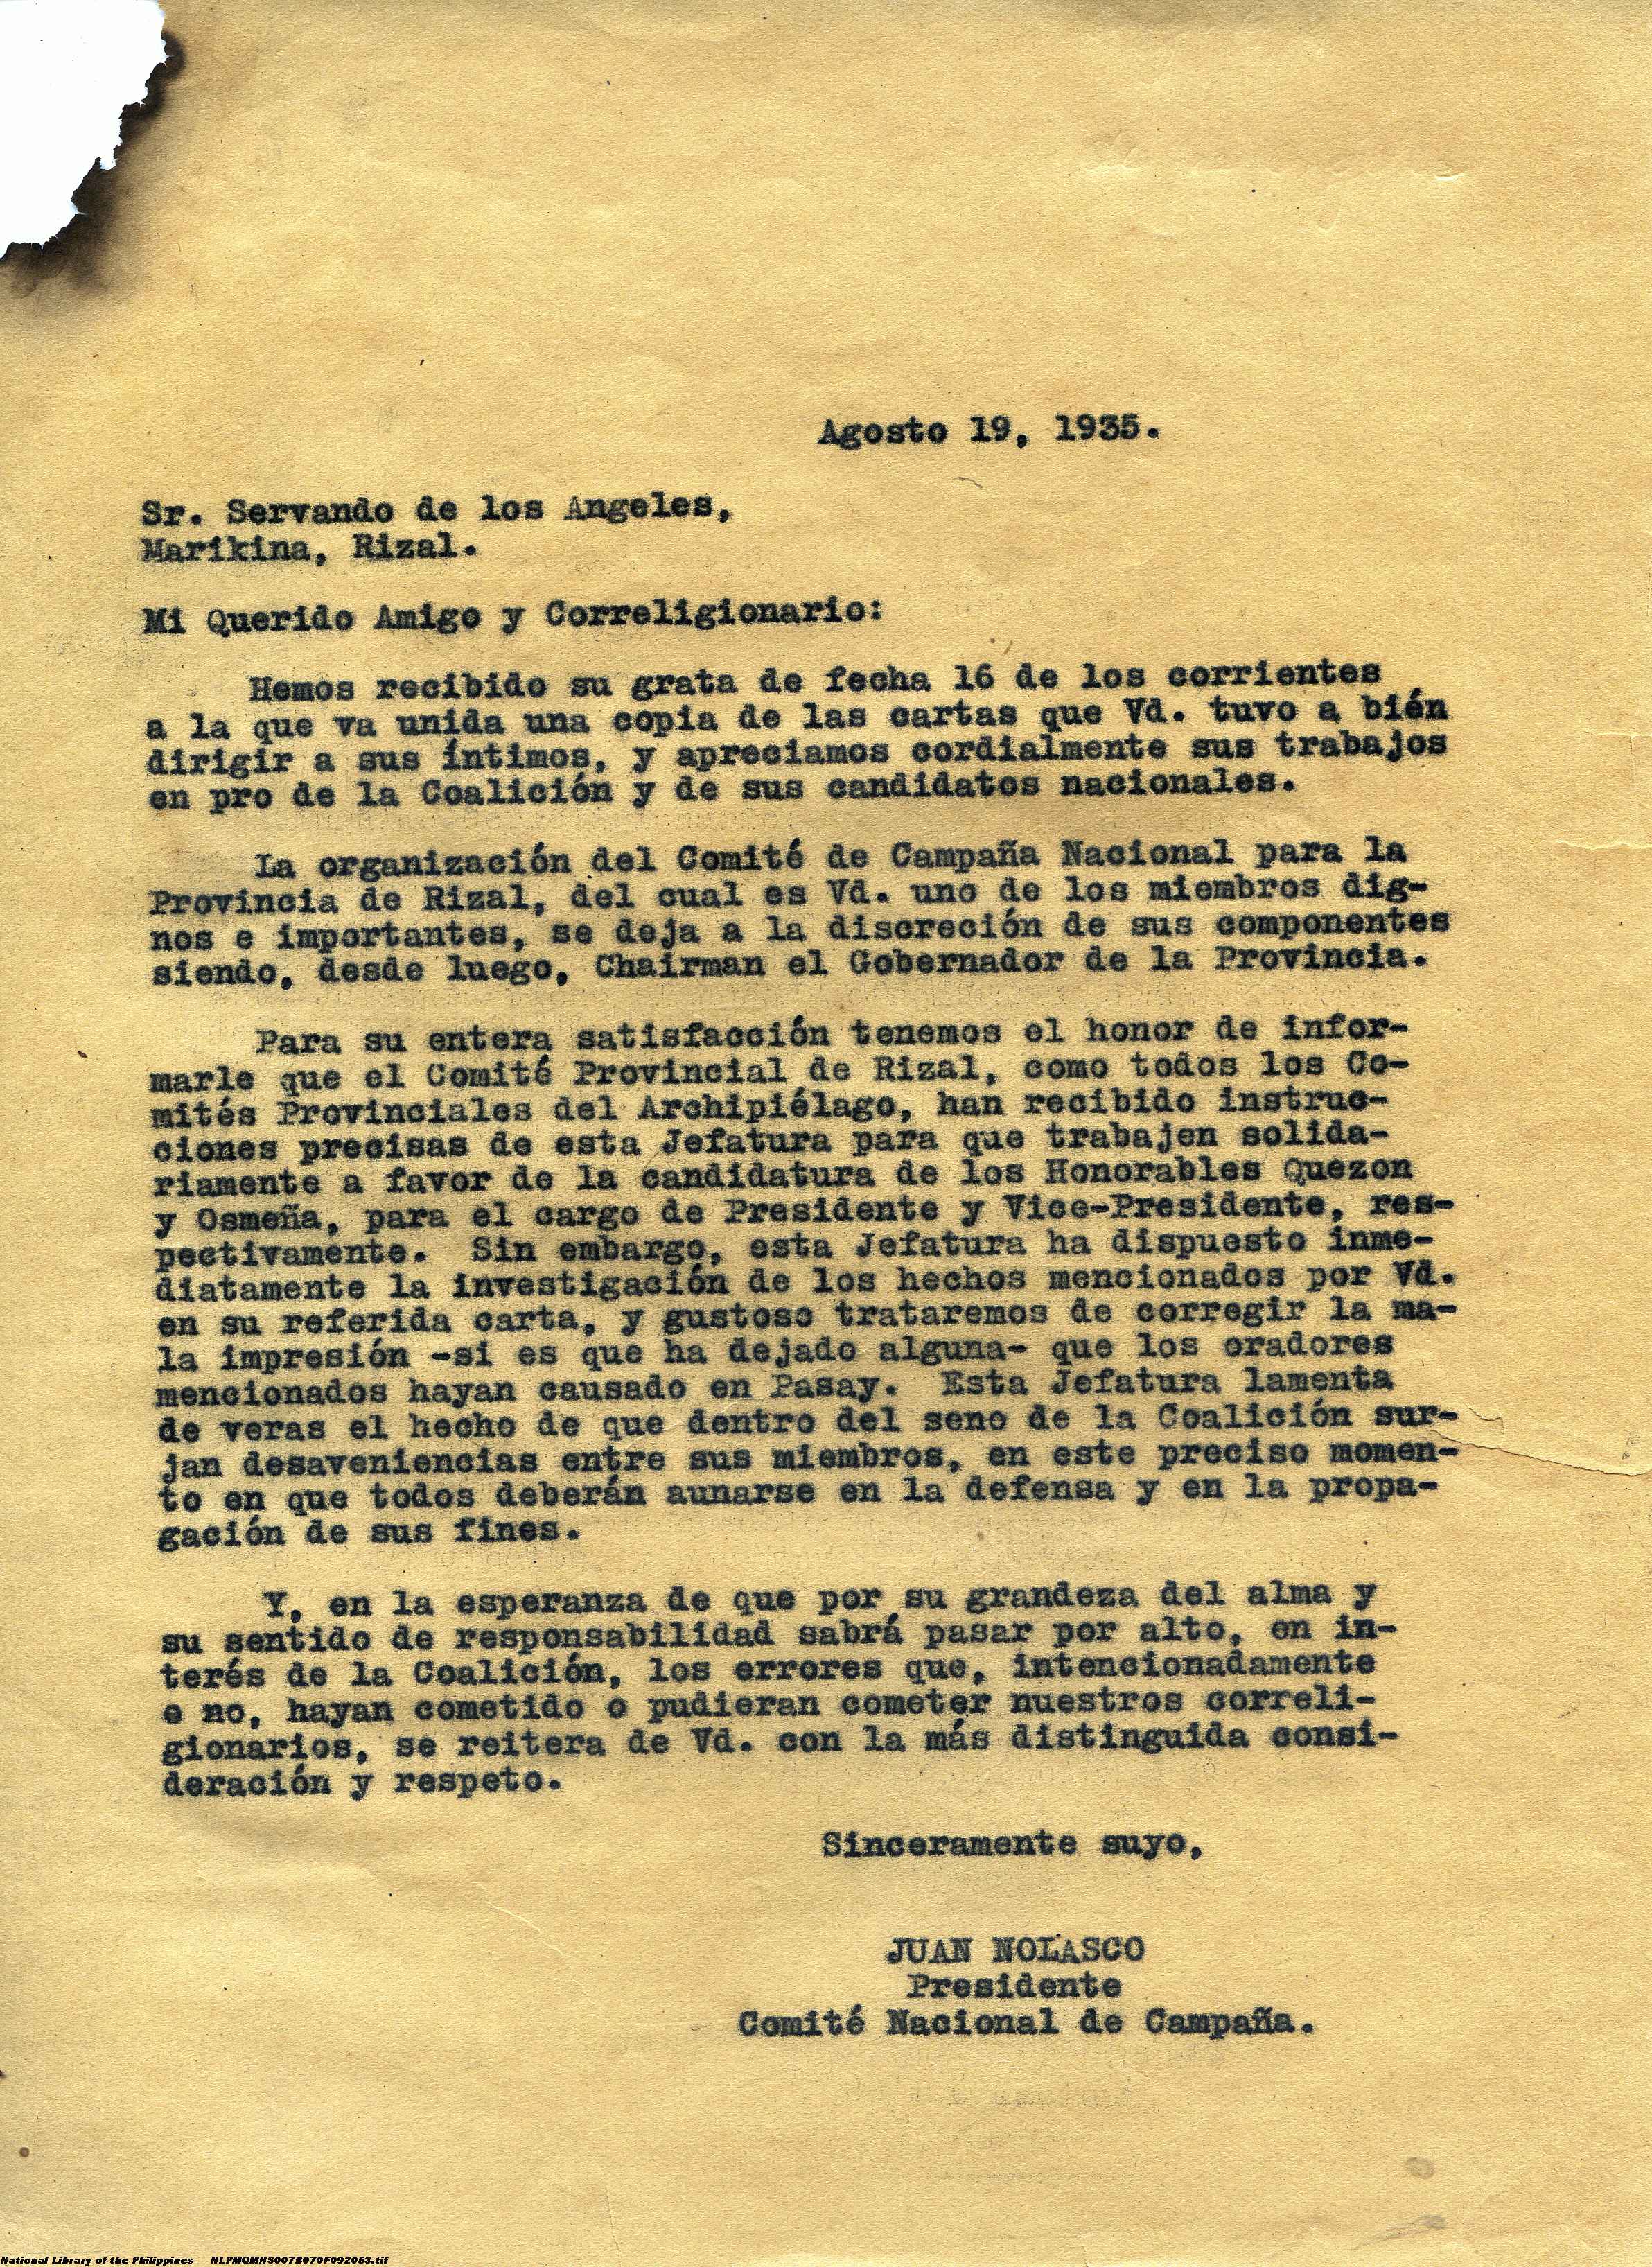 Agosto 19, 1935.
Sr. Servando de los Angeles,
Marikina, Rizal.
Mi Querido Amigo y Correligionario:
Hemos recibido su grata de fecha 16 de los corrientes
a la que va unida una copia de las cartas que Vd. tuvo a bién
dirigir a sus íntimos, y apreciamos cordialmente sus trabajos
en pro de la Coalición y de sus candidatos nacionales.
La organización del Comité de Campaña Nacional para la
Provincia de Rizal, del cual es Vd. uno de los miembros dig-
nos e importantes, se deja a la discreción de sus componentes
siendo, desde luego, Chairman el Gobernador de la Provincia.
Para su entera satisfacción tenemos el honor de infor-
marle que el Comité Provincial de Rizal, como todos los Co-
mités Provinciales del Archipiélago, han recibido instruc-
ciones precisas de esta Jefatura para que trabajen solida-
riamente a favor de la candidatura de los Honorables Quezon
y Osmeña, para el cargo de Presidente y Vice-Presidente, res-
pectivamente. Sin embargo, esta Jefatura ha dispuesto inme-
diatamente la investigación de los hechos mencionados por Vd.
en su referida carta, y gustoso trataremos de corregir la ma-
la impresión -si es que ha dejado alguna- que los oradores
mencionados hayan causado en Pasay. Esta Jefatura lamenta
de veras el hecho de que dentro del seno de la Coalición sur-
jan desaveniencias entre sus miembros, en este preciso momen-
to en que todos deberán aunarse en la defensa y en la propa-
gación de sus fines.
Y, en la esperanza de que por su grandeza del alma y
su sentido de responsabilidad sabrá pasar por alto, en in-
terés de la Coalición, los errores que, intencionadamente
o no, hayan cometido o pudieran cometer nuestros correli-
gionarios, se reitera de Vd. con la más distinguida consi-
deración y respeto.
Sinceramente suyo,
JUAN NOLASCO
Presidente
Comité Nacional de Campaña.
National Library of the Philippines NLPMQMNS007B070F092053.tif